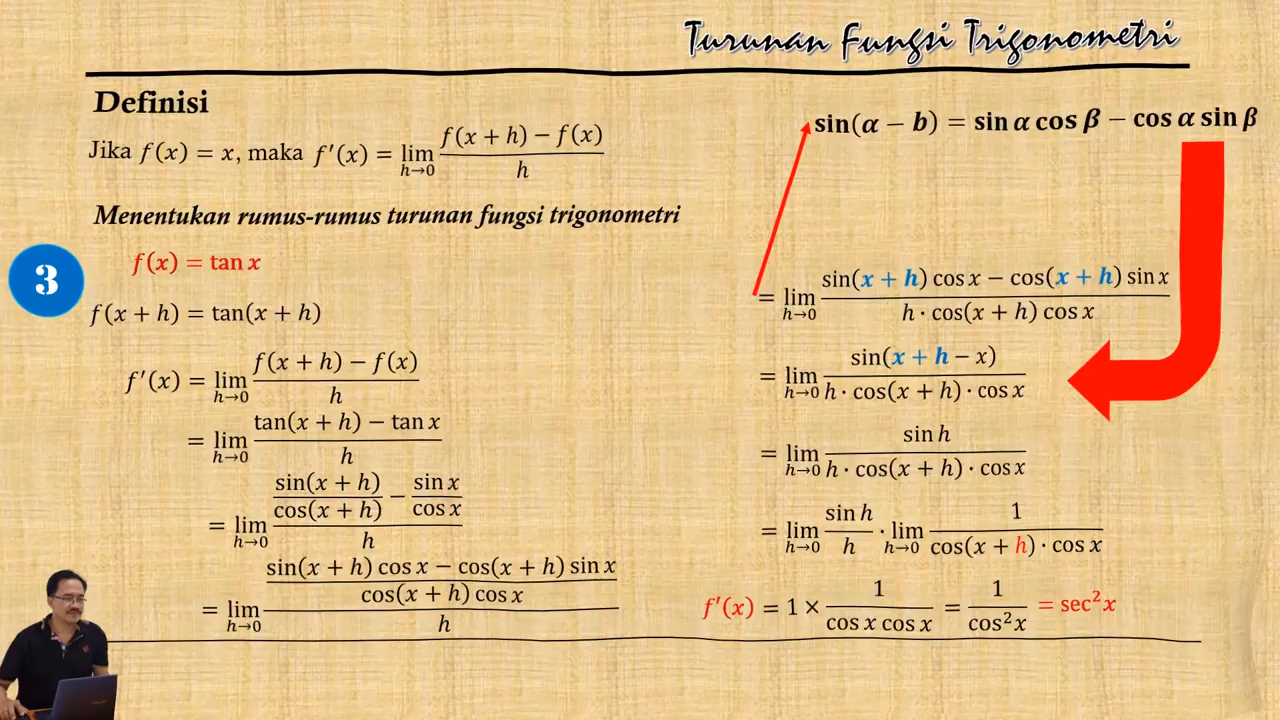 Turunan Fungsi Trigonometri
Definisi
Jika f(x) = x, maka f′(x) = lim h→0 (f(x + h) − f(x)) / h
sin(α − b) = sin α cos β − cos α sin β
Menentukan rumus-rumus turunan fungsi trigonometri
3
f(x) = tan x
f(x + h) = tan(x + h)
f′(x) = lim h→0 (f(x + h) − f(x)) / h
= lim h→0 (tan(x + h) − tan x) / h
= lim h→0 (sin(x + h)/cos(x + h) − sin x/cos x) / h
= lim h→0 ((sin(x + h) cos x − cos(x + h) sin x) / (cos(x + h) cos x)) / h
= lim h→0 (sin(x + h) cos x − cos(x + h) sin x) / (h · cos(x + h) cos x)
= lim h→0 sin(x + h − x) / (h · cos(x + h) · cos x)
= lim h→0 sin h / (h · cos(x + h) · cos x)
= lim h→0 sin h / h · lim h→0 1 / (cos(x + h) · cos x)
f′(x) = 1 × 1 / (cos x cos x) = 1 / cos²x = sec²x